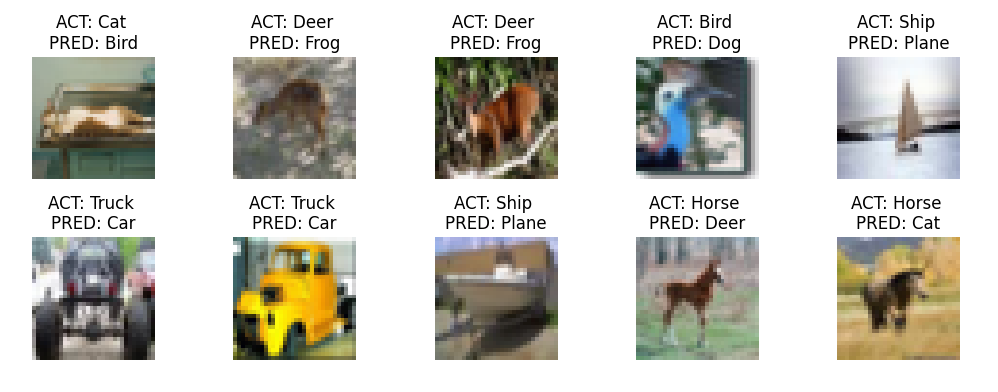 ACT: Cat
PRED: Bird
ACT: Deer
PRED: Frog
ACT: Deer
PRED: Frog
ACT: Bird
PRED: Dog
ACT: Ship
PRED: Plane
ACT: Truck
PRED: Car
ACT: Truck
PRED: Car
ACT: Ship
PRED: Plane
ACT: Horse
PRED: Deer
ACT: Horse
PRED: Cat